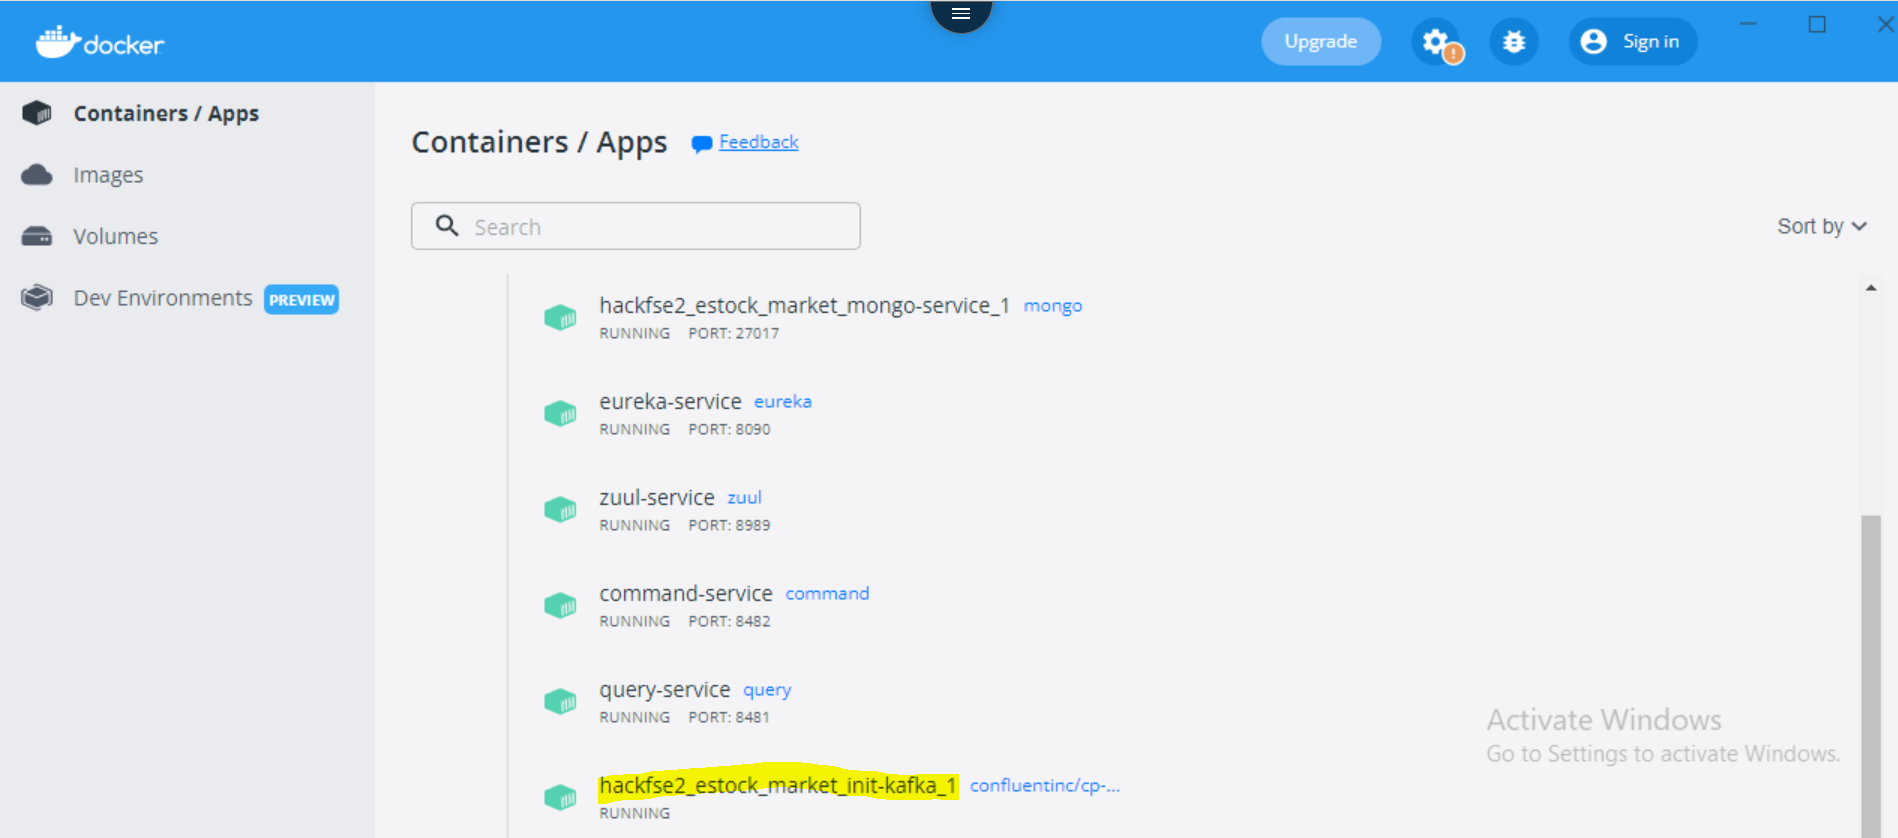 docker
Upgrade
Sign in
Containers / Apps
Images
Volumes
Dev Environments PREVIEW
Containers / Apps Feedback
Search
Sort by
hackfse2_estock_market_mongo-service_1 mongo
RUNNING PORT: 27017
eureka-service eureka
RUNNING PORT: 8090
zuul-service zuul
RUNNING PORT: 8989
command-service command
RUNNING PORT: 8482
query-service query
RUNNING PORT: 8481
hackfse2_estock_market_init-kafka_1 confluentinc/cp-...
RUNNING
Activate Windows
Go to Settings to activate Windows.